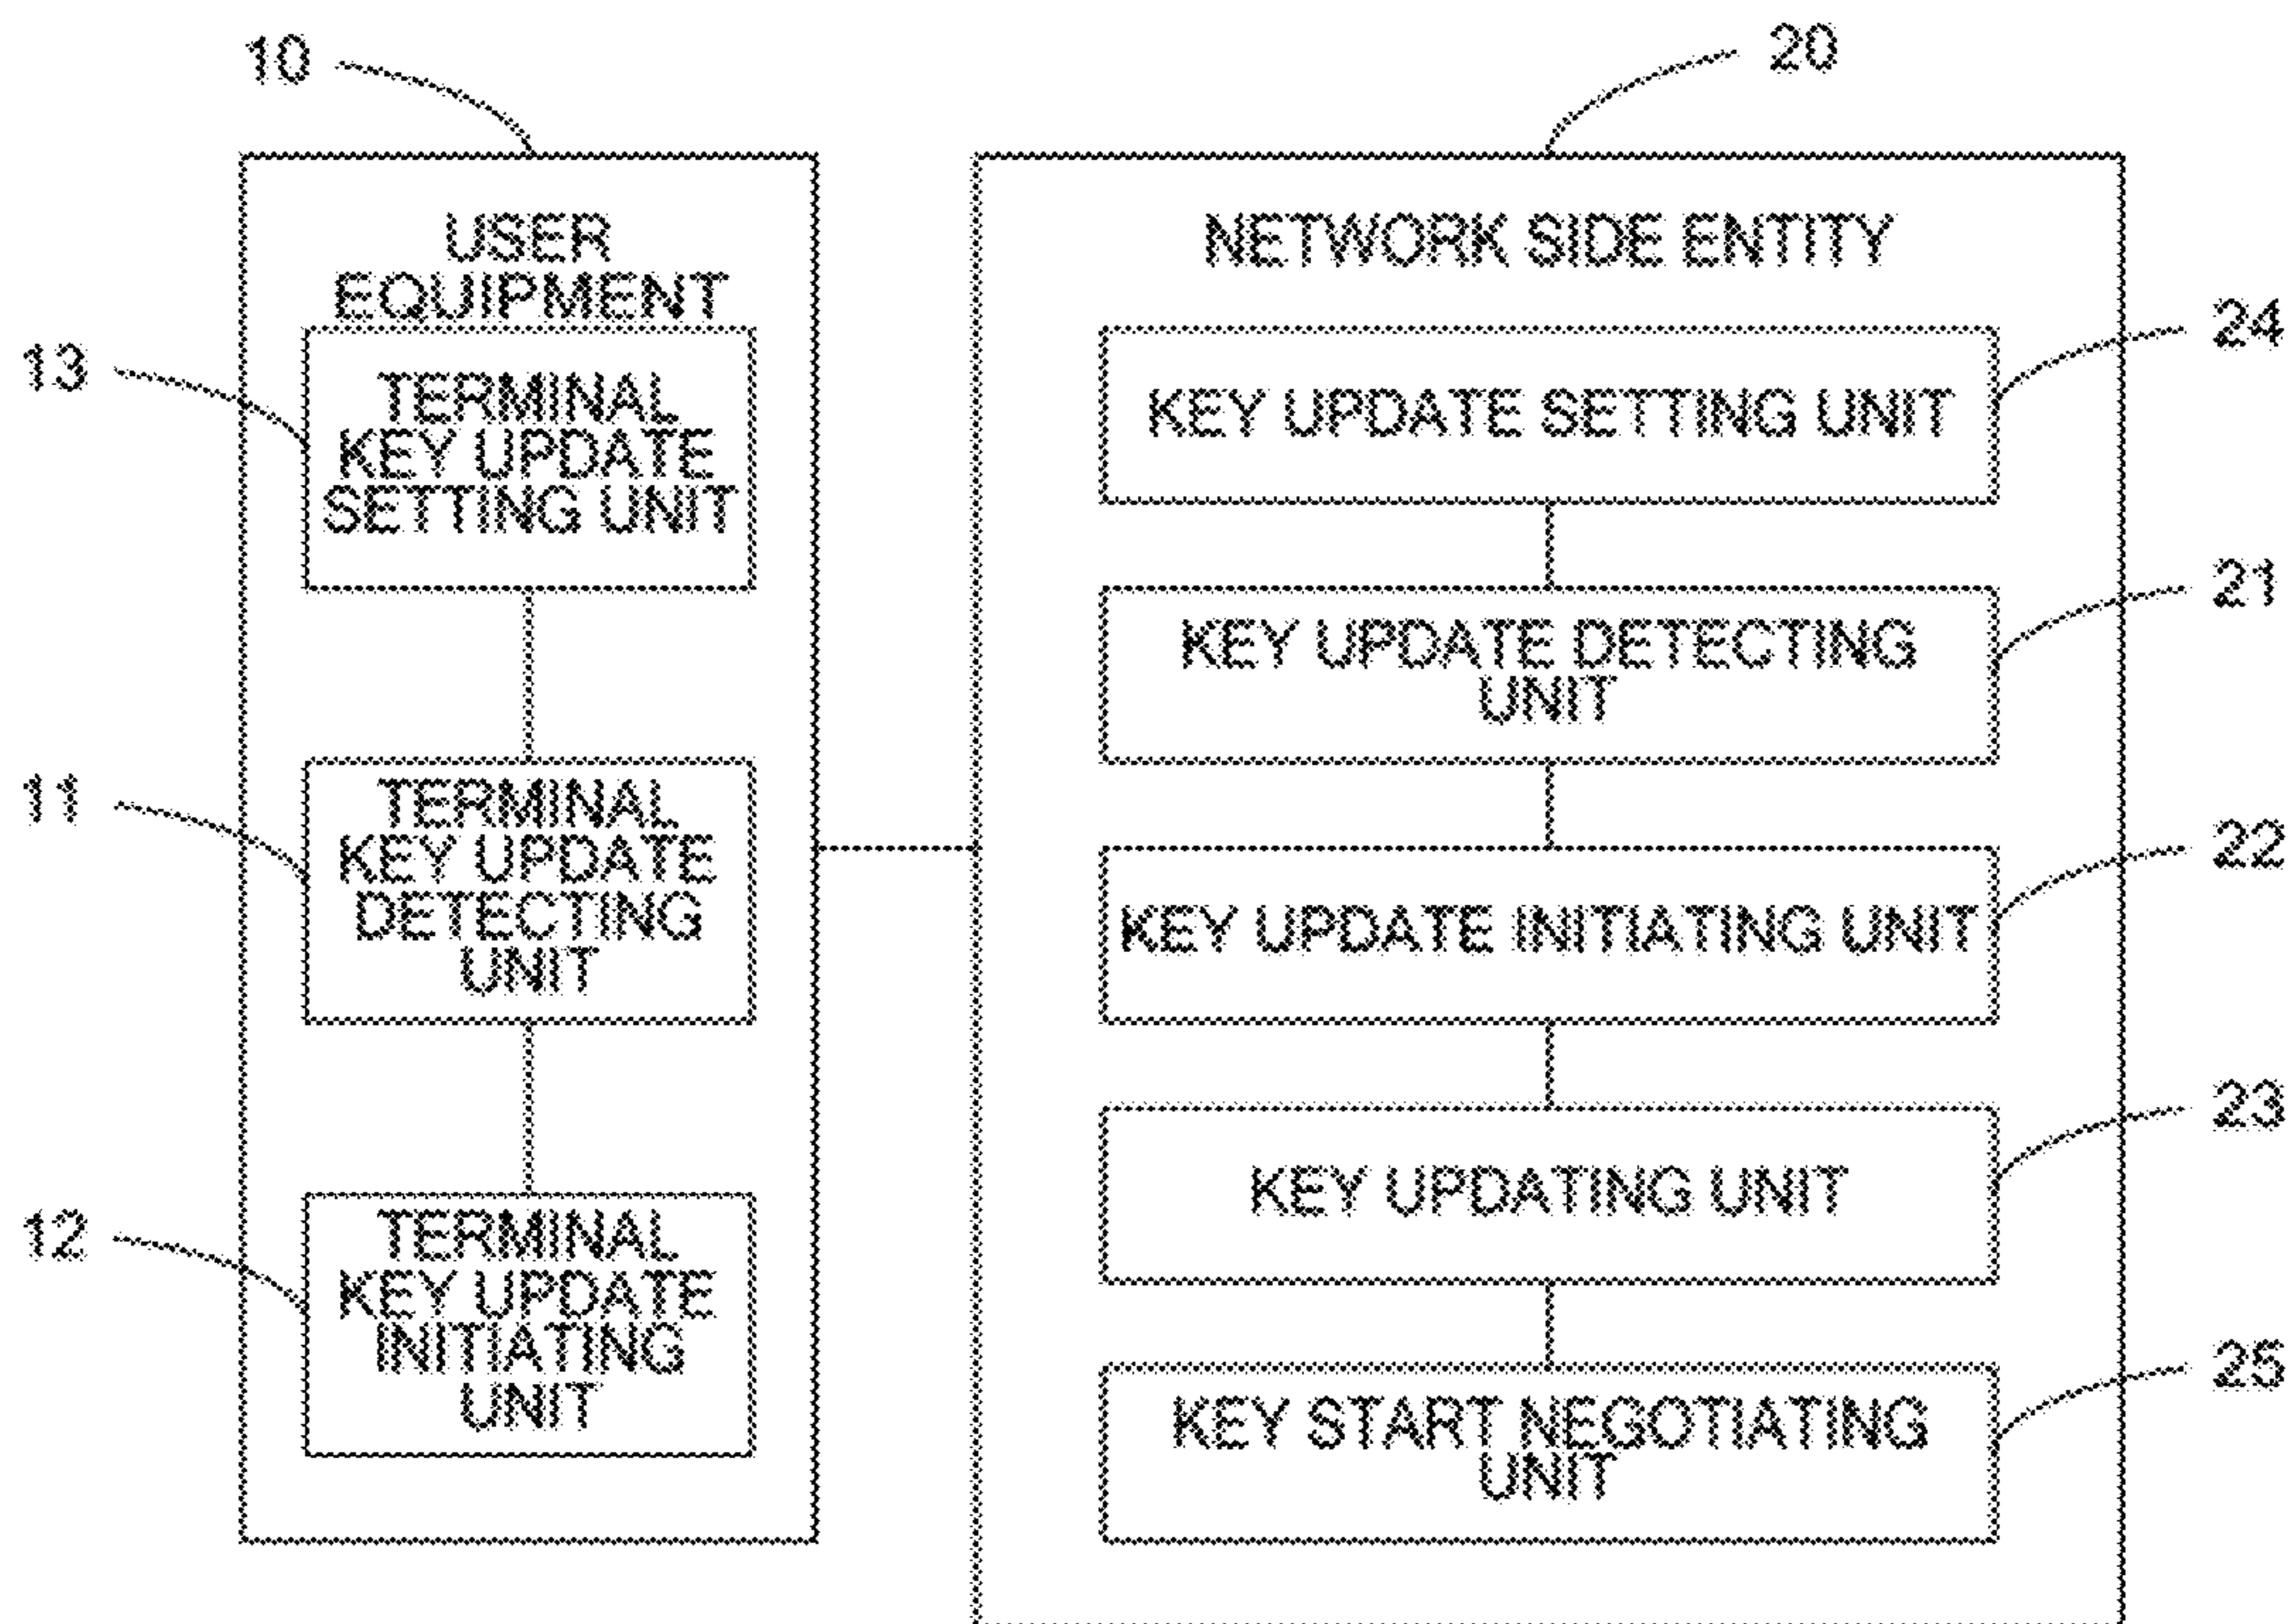 10
20
USER
EQUIPMENT
13
TERMINAL
KEY UPDATE
SETTING UNIT
11
TERMINAL
KEY UPDATE
DETECTING
UNIT
12
TERMINAL
KEY UPDATE
INITIATING
UNIT
NETWORK SIDE ENTITY
24
KEY UPDATE SETTING UNIT
21
KEY UPDATE DETECTING
UNIT
22
KEY UPDATE INITIATING UNIT
23
KEY UPDATING UNIT
25
KEY START NEGOTIATING
UNIT